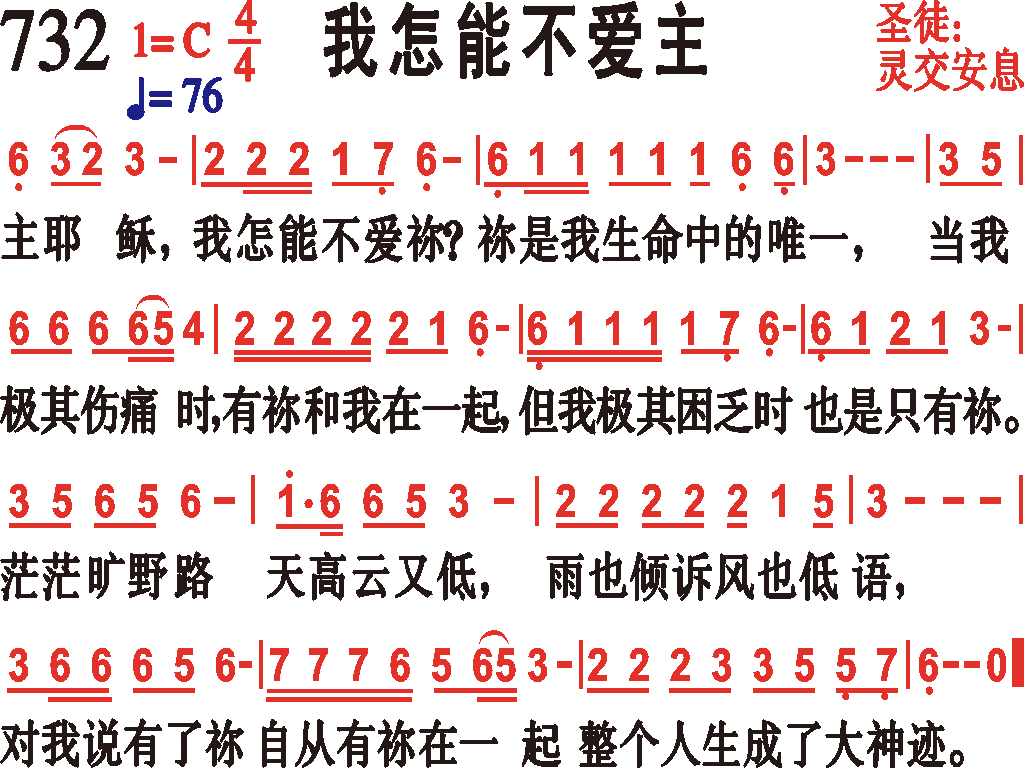 732 1=C 4/4 我怎能不爱主 圣徒:
♩=76 灵交安息
6 3 2 3 - | 2 2 2 1 7 6 - | 6 1 1 1 1 1 6 6 | 3 - - - | 3 5 |
主耶 稣，我怎能不爱祢？祢是我生命中的唯一， 当我
6 6 6 6 5 4 | 2 2 2 2 2 1 6 - | 6 1 1 1 1 7 6 - | 6 1 2 1 3 - |
极其伤痛 时，有祢和我在一起，但我极其困乏时 也是只有祢。
3 5 6 5 6 - | i · 6 6 5 3 - | 2 2 2 2 2 1 5 | 3 - - - |
茫茫旷野路 天高云又低， 雨也倾诉风也低 语，
3 6 6 6 5 6 - | 7 7 7 6 5 6 5 3 - | 2 2 2 3 3 5 5 7 | 6 - - 0
对我说有了祢 自从有祢在一 起 整个人生成了大神迹。